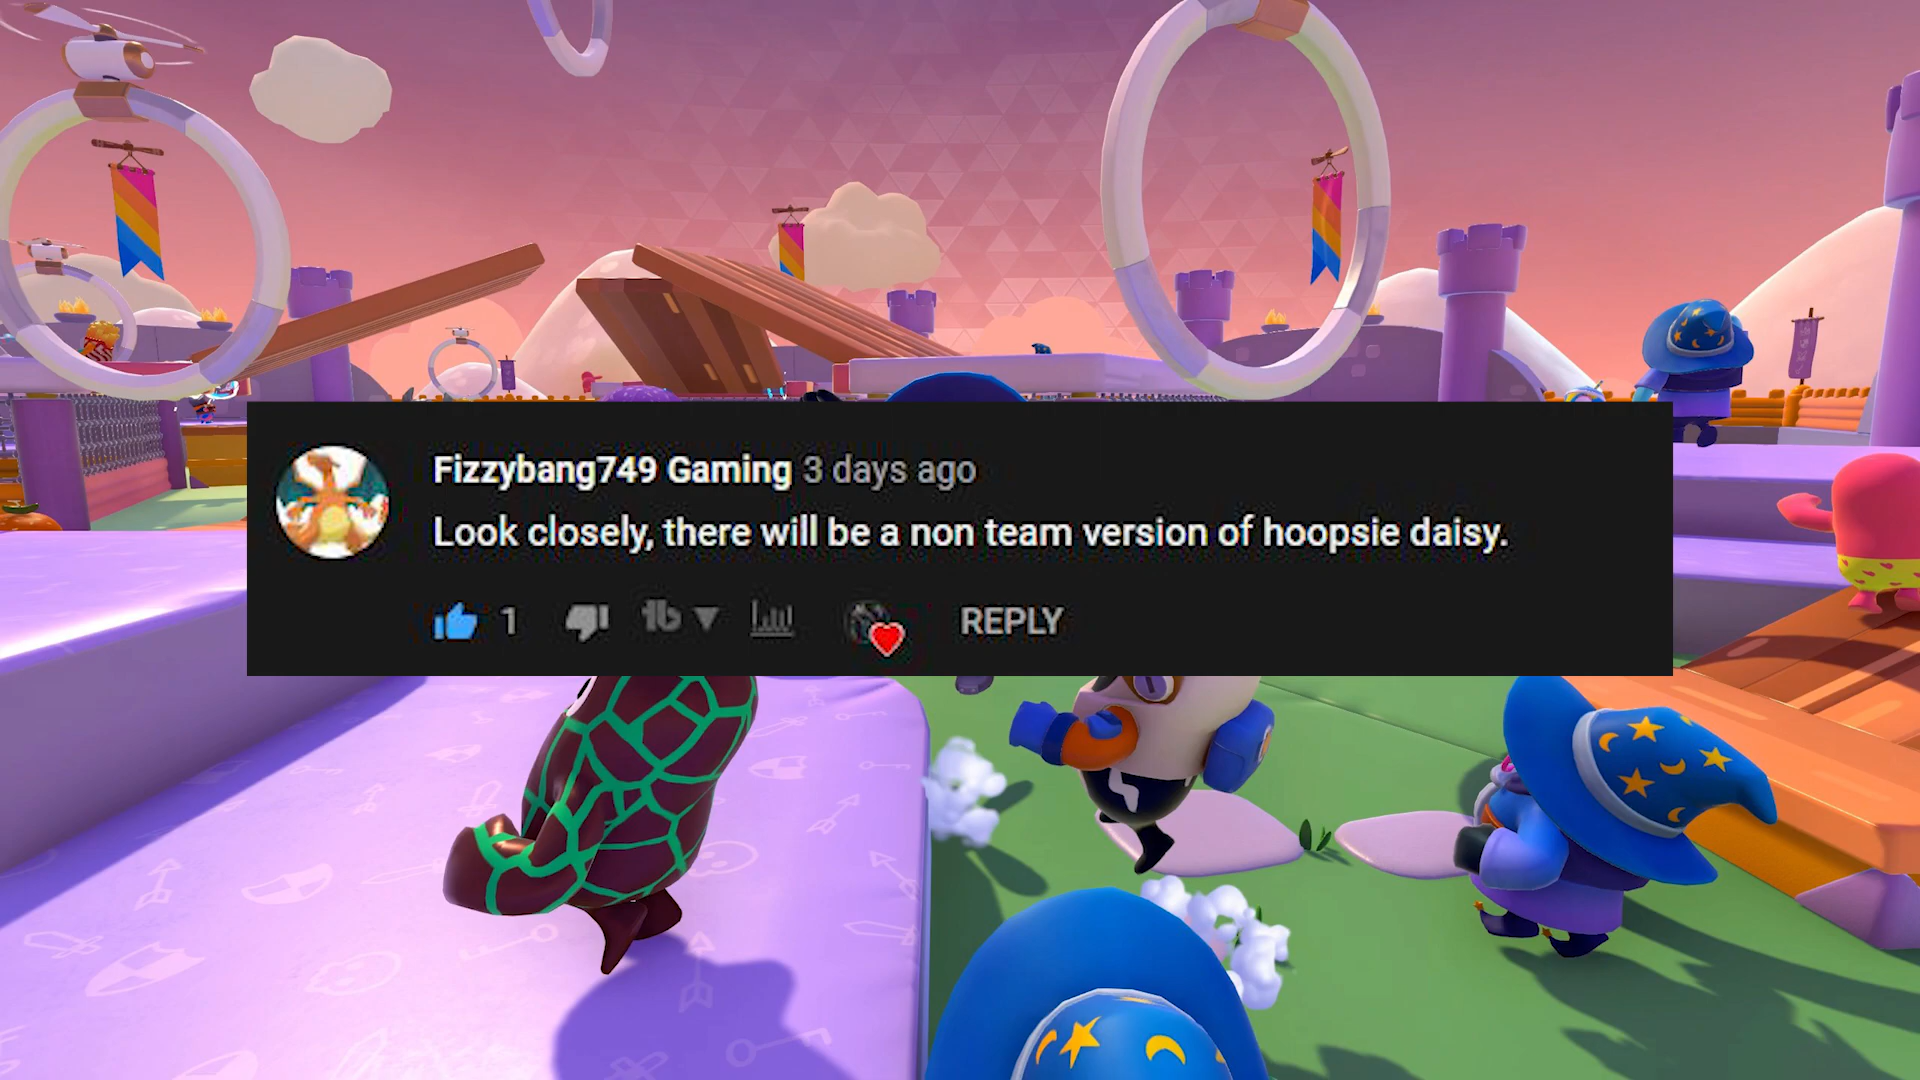 Fizzybang749 Gaming 3 days ago
Look closely, there will be a non team version of hoopsie daisy.
1 REPLY